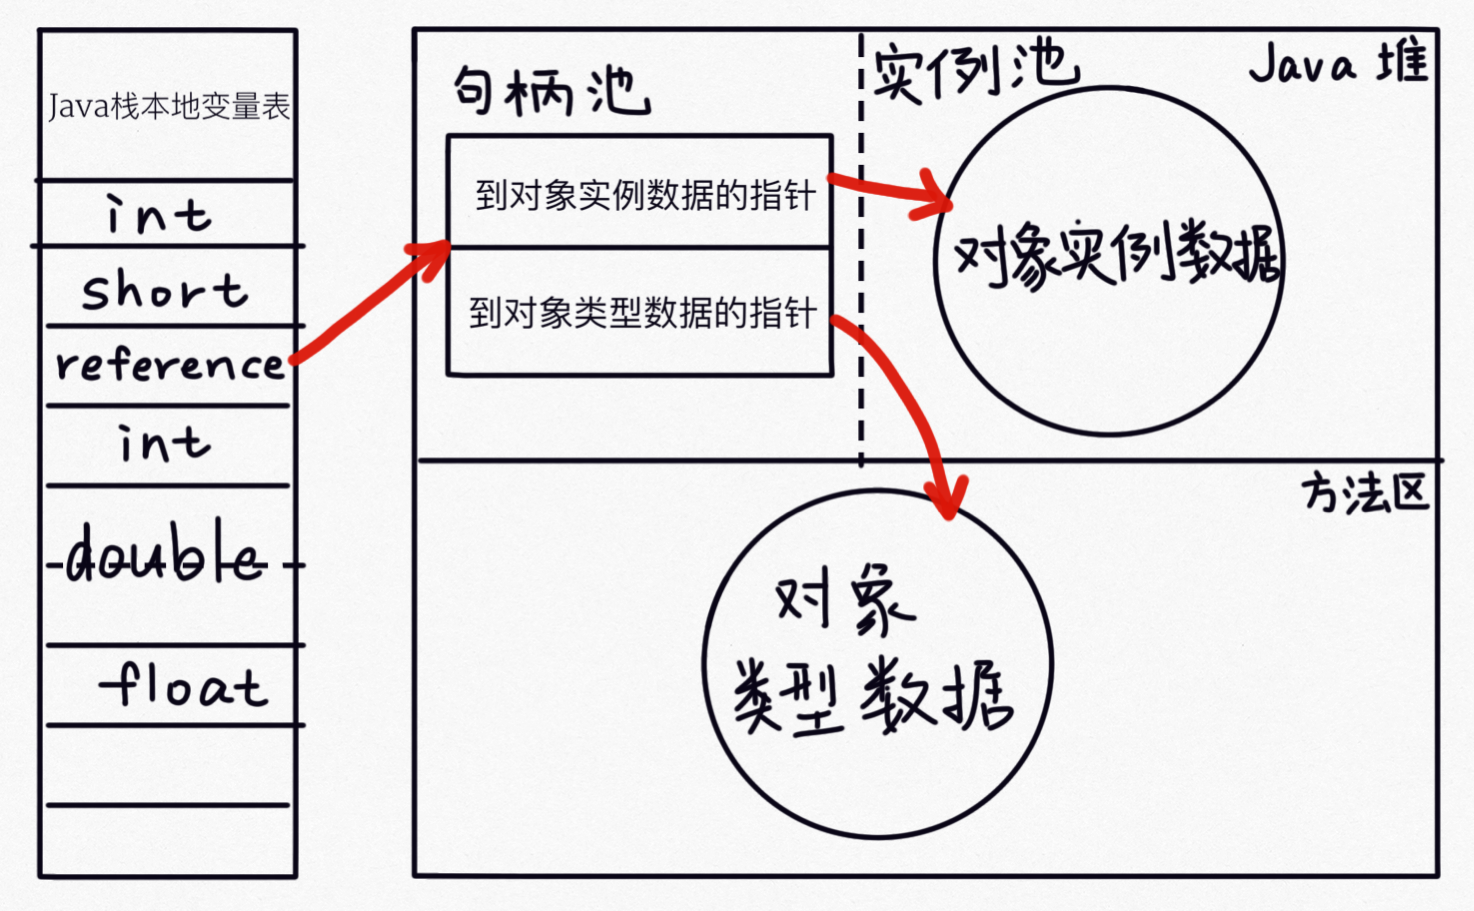 Java栈本地变量表
int
short
reference
int
double
float
句柄池
到对象实例数据的指针
到对象类型数据的指针
实例池
Java 堆
对象实例数据
方法区
对象
类型数据